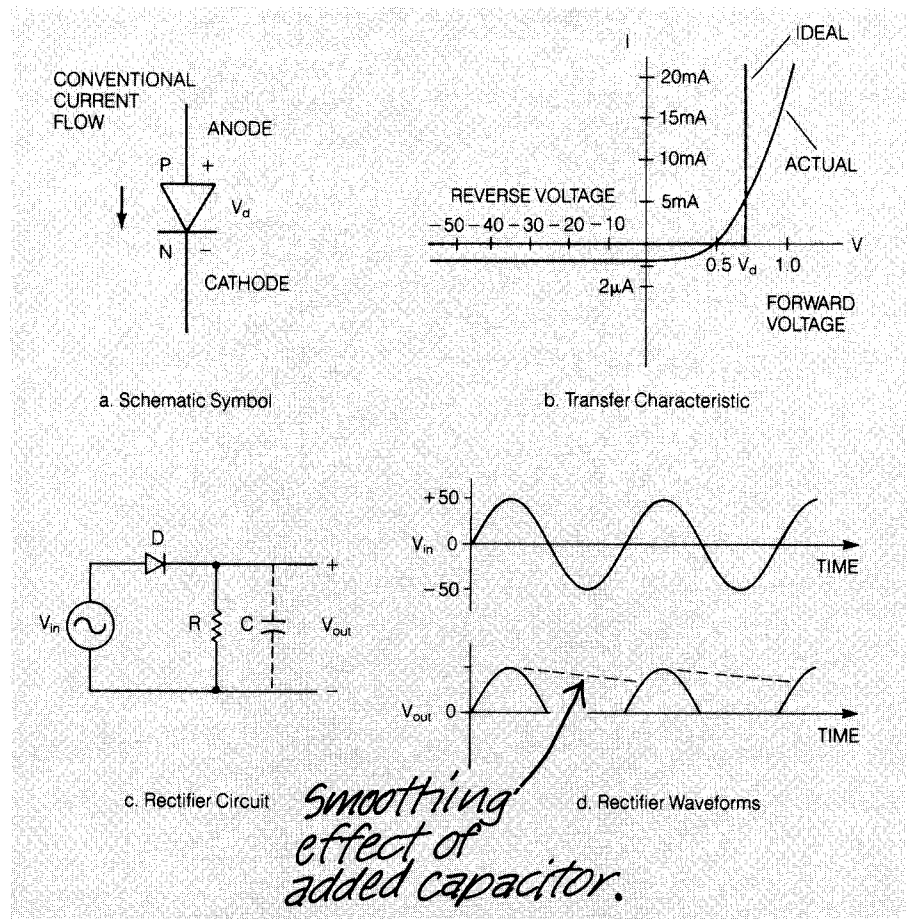 CONVENTIONAL
CURRENT
FLOW
ANODE
P +
V_d
N −
CATHODE
a. Schematic Symbol
I
IDEAL
20mA
15mA
10mA
ACTUAL
5mA
REVERSE VOLTAGE
−50 −40 −30 −20 −10
V
0.5 V_d 1.0
2μA
FORWARD
VOLTAGE
b. Transfer Characteristic
D
+
V_in
R
C
V_out
−
c. Rectifier Circuit
+50
V_in 0
−50
TIME
V_out 0
TIME
d. Rectifier Waveforms
smoothing
effect of
added capacitor.